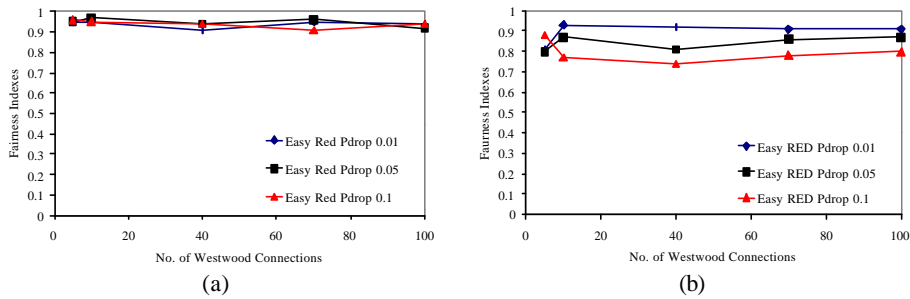 1
0.9
0.8
0.7
0.6
0.5
0.4
0.3
0.2
0.1
0
Fairness Indexes
Easy Red Pdrop 0.01
Easy Red Pdrop 0.05
Easy Red Pdrop 0.1
0 20 40 60 80 100
No. of Westwood Connections
(a)
1
0.9
0.8
0.7
0.6
0.5
0.4
0.3
0.2
0.1
0
Faurness Indexes
Easy RED Pdrop 0.01
Easy RED Pdrop 0.05
Easy RED Pdrop 0.1
0 20 40 60 80 100
No. of Westwood Connections
(b)